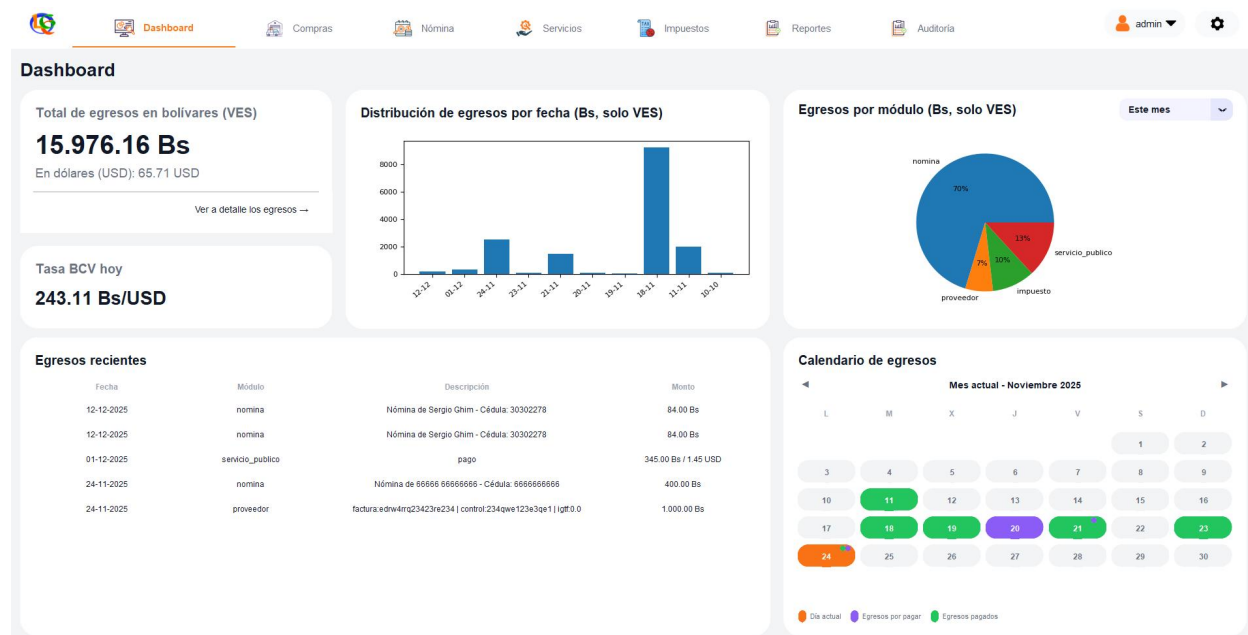 Dashboard Compras Nómina Servicios Impuestos Reportes Auditoría admin
Dashboard
Total de egresos en bolívares (VES)
15.976.16 Bs
En dólares (USD): 65.71 USD
Ver a detalle los egresos →
Tasa BCV hoy
243.11 Bs/USD
Distribución de egresos por fecha (Bs, solo VES)
8000
6000
4000
2000
0
12-12 01-12 24-11 23-11 21-11 20-11 19-11 18-11 11-11 10-10
Egresos por módulo (Bs, solo VES) Este mes
nomina
70%
13%
servicio_publico
7% 10%
impuesto
proveedor
Egresos recientes
Fecha Módulo Descripción Monto
12-12-2025 nomina Nómina de Sergio Ghim - Cédula: 30302278 84.00 Bs
12-12-2025 nomina Nómina de Sergio Ghim - Cédula: 30302278 84.00 Bs
01-12-2025 servicio_publico pago 345.00 Bs / 1.45 USD
24-11-2025 nomina Nómina de 66666 66666666 - Cédula: 6666666666 400.00 Bs
24-11-2025 proveedor factura:edrw4rrq23423re234 | control:234qwe123e3qe1 | igtf:0.0 1.000.00 Bs
Calendario de egresos
◀ Mes actual - Noviembre 2025 ▶
L M X J V S D
1 2
3 4 5 6 7 8 9
10 11 12 13 14 15 16
17 18 19 20 21 22 23
24 25 26 27 28 29 30
Día actual Egresos por pagar Egresos pagados